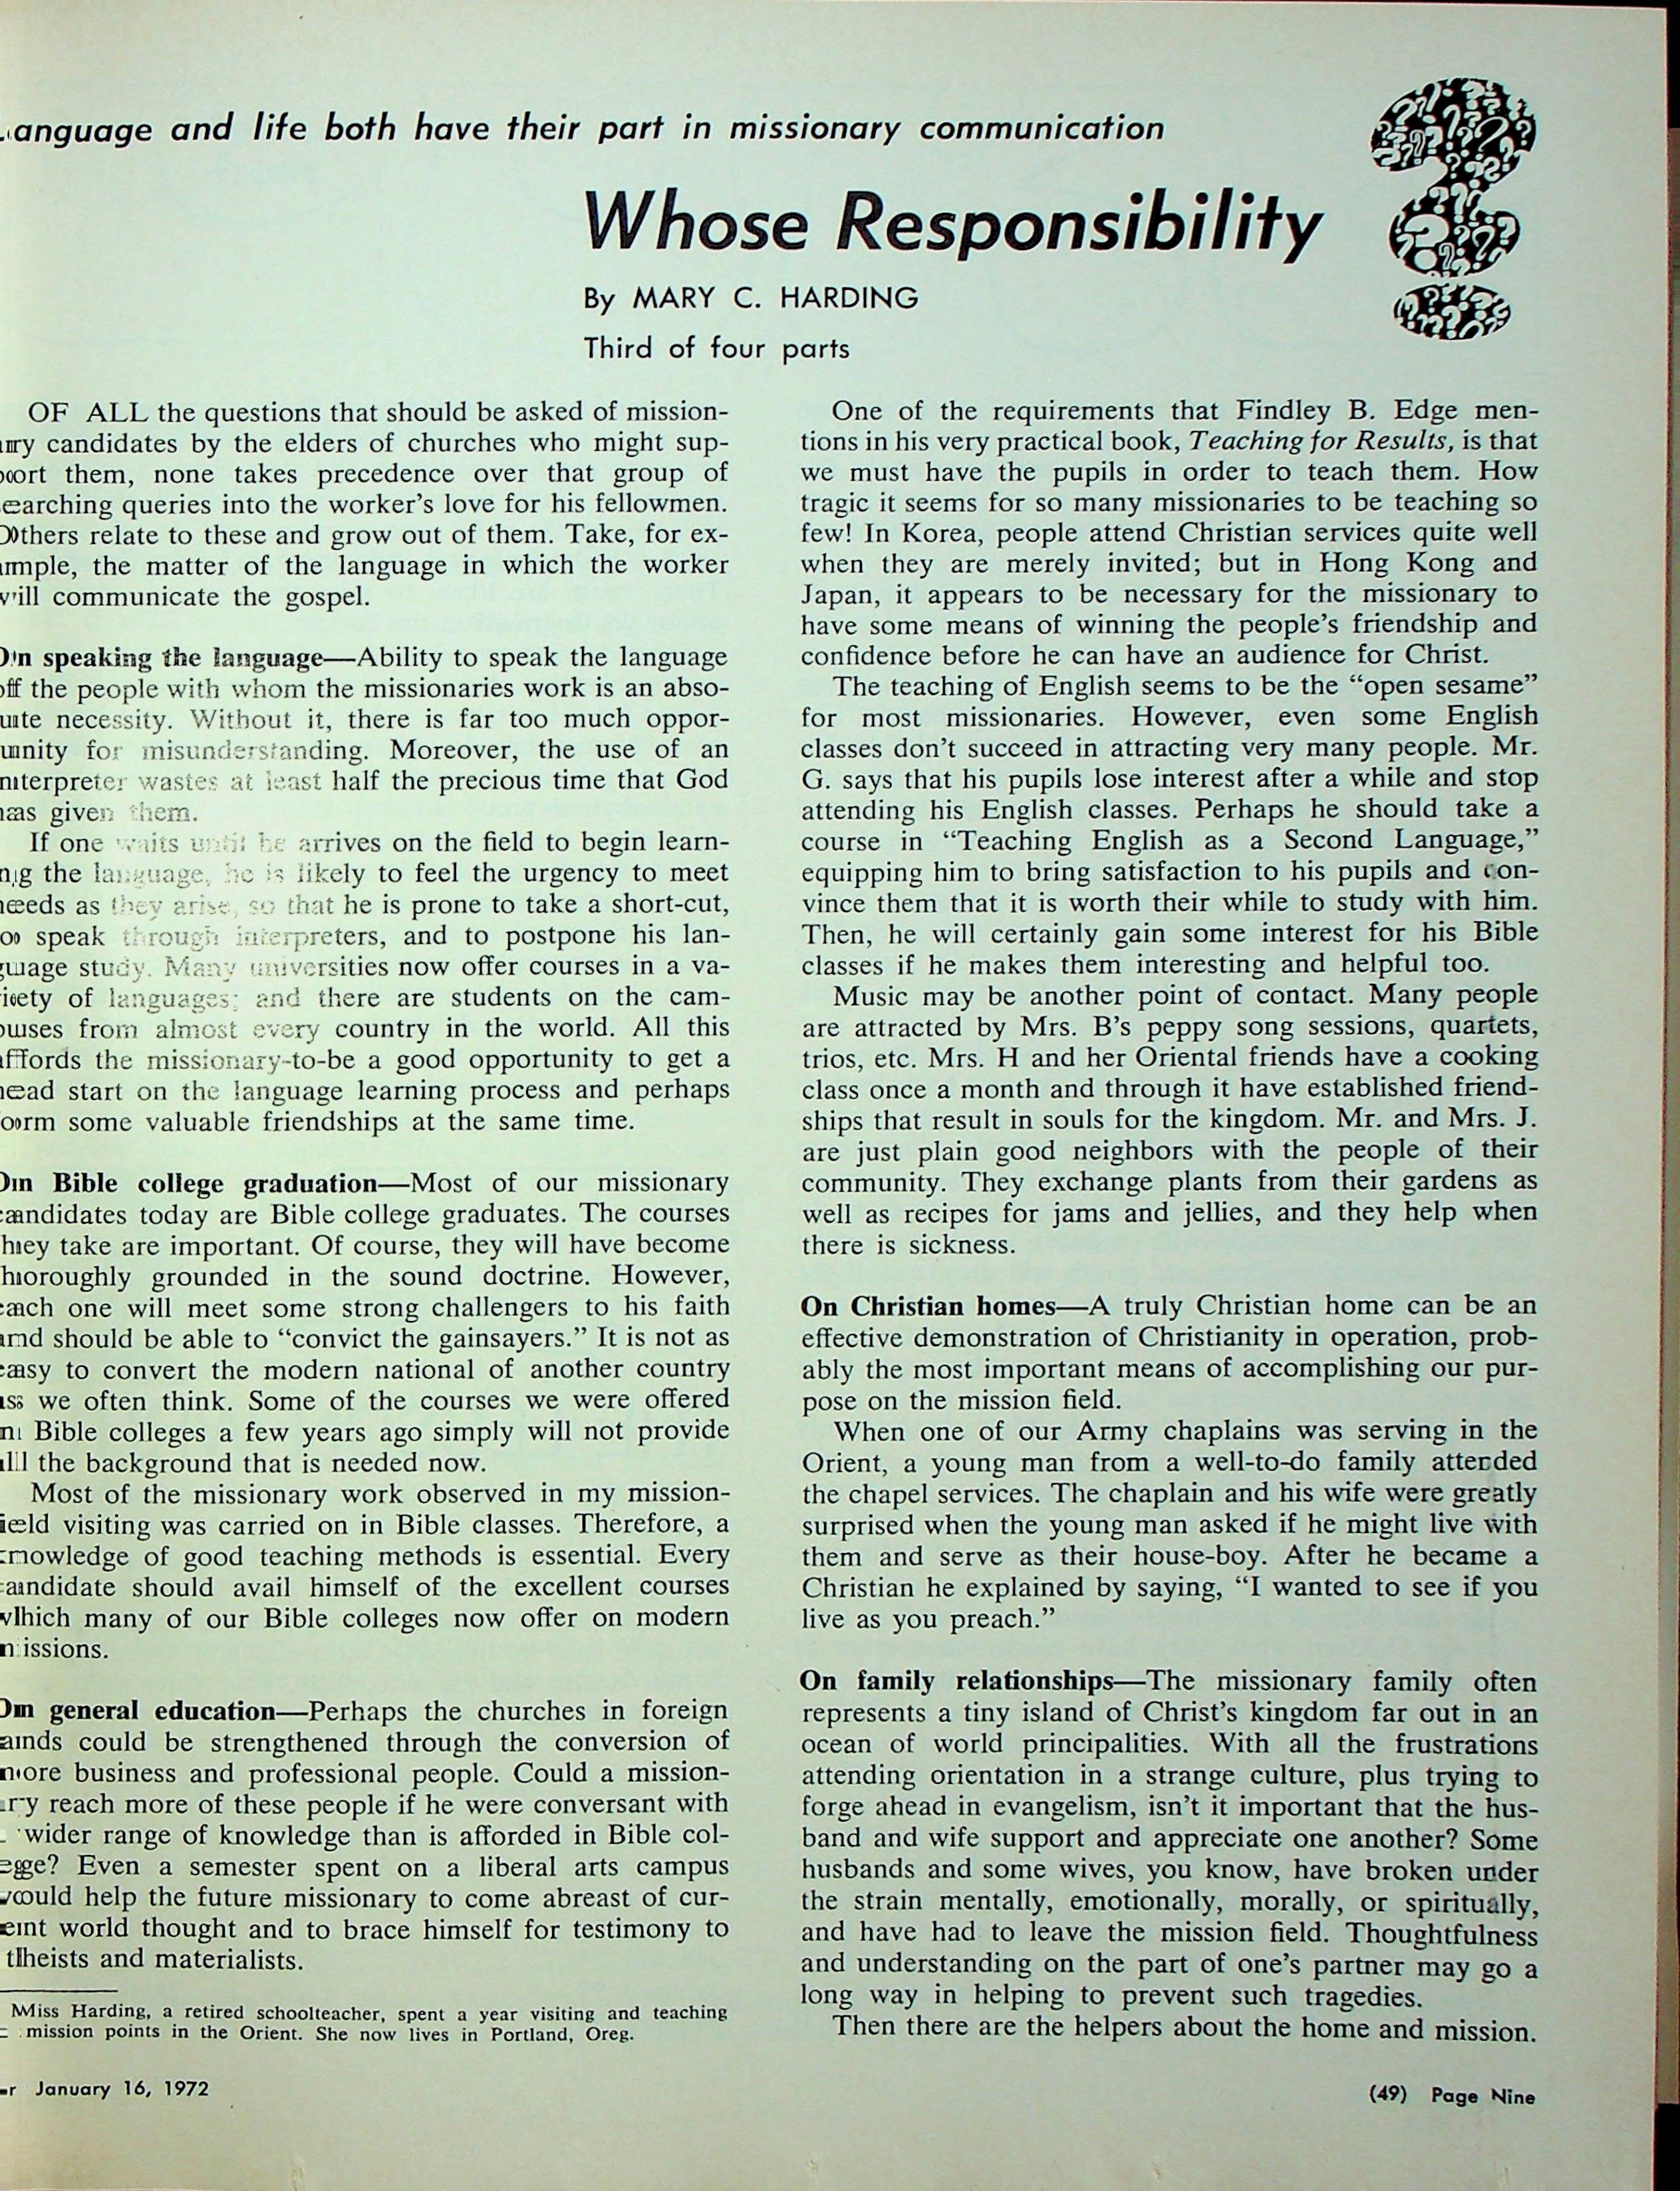 Language and life both have their part in missionary communication
Whose Responsibility
By MARY C. HARDING
Third of four parts
OF ALL the questions that should be asked of mission-
ary candidates by the elders of churches who might sup-
port them, none takes precedence over that group of
searching queries into the worker's love for his fellowmen.
Others relate to these and grow out of them. Take, for ex-
ample, the matter of the language in which the worker
will communicate the gospel.
On speaking the language—Ability to speak the language
of the people with whom the missionaries work is an abso-
lute necessity. Without it, there is far too much oppor-
tunity for misunderstanding. Moreover, the use of an
interpreter wastes at least half the precious time that God
has given them.
If one waits until he arrives on the field to begin learn-
ing the language, he is likely to feel the urgency to meet
needs as they arise, so that he is prone to take a short-cut,
to speak through interpreters, and to postpone his lan-
guage study. Many universities now offer courses in a va-
riety of languages; and there are students on the cam-
puses from almost every country in the world. All this
affords the missionary-to-be a good opportunity to get a
head start on the language learning process and perhaps
form some valuable friendships at the same time.
On Bible college graduation—Most of our missionary
candidates today are Bible college graduates. The courses
they take are important. Of course, they will have become
thoroughly grounded in the sound doctrine. However,
each one will meet some strong challengers to his faith
and should be able to "convict the gainsayers." It is not as
easy to convert the modern national of another country
as we often think. Some of the courses we were offered
in Bible colleges a few years ago simply will not provide
all the background that is needed now.
Most of the missionary work observed in my mission-
field visiting was carried on in Bible classes. Therefore, a
knowledge of good teaching methods is essential. Every
candidate should avail himself of the excellent courses
which many of our Bible colleges now offer on modern
missions.
On general education—Perhaps the churches in foreign
lands could be strengthened through the conversion of
more business and professional people. Could a mission-
ary reach more of these people if he were conversant with
wider range of knowledge than is afforded in Bible col-
lege? Even a semester spent on a liberal arts campus
would help the future missionary to come abreast of cur-
rent world thought and to brace himself for testimony to
atheists and materialists.
Miss Harding, a retired schoolteacher, spent a year visiting and teaching
mission points in the Orient. She now lives in Portland, Oreg.
January 16, 1972
One of the requirements that Findley B. Edge men-
tions in his very practical book, Teaching for Results, is that
we must have the pupils in order to teach them. How
tragic it seems for so many missionaries to be teaching so
few! In Korea, people attend Christian services quite well
when they are merely invited; but in Hong Kong and
Japan, it appears to be necessary for the missionary to
have some means of winning the people's friendship and
confidence before he can have an audience for Christ.
The teaching of English seems to be the "open sesame"
for most missionaries. However, even some English
classes don't succeed in attracting very many people. Mr.
G. says that his pupils lose interest after a while and stop
attending his English classes. Perhaps he should take a
course in "Teaching English as a Second Language,"
equipping him to bring satisfaction to his pupils and con-
vince them that it is worth their while to study with him.
Then, he will certainly gain some interest for his Bible
classes if he makes them interesting and helpful too.
Music may be another point of contact. Many people
are attracted by Mrs. B's peppy song sessions, quartets,
trios, etc. Mrs. H and her Oriental friends have a cooking
class once a month and through it have established friend-
ships that result in souls for the kingdom. Mr. and Mrs. J.
are just plain good neighbors with the people of their
community. They exchange plants from their gardens as
well as recipes for jams and jellies, and they help when
there is sickness.
On Christian homes—A truly Christian home can be an
effective demonstration of Christianity in operation, prob-
ably the most important means of accomplishing our pur-
pose on the mission field.
When one of our Army chaplains was serving in the
Orient, a young man from a well-to-do family attended
the chapel services. The chaplain and his wife were greatly
surprised when the young man asked if he might live with
them and serve as their house-boy. After he became a
Christian he explained by saying, "I wanted to see if you
live as you preach."
On family relationships—The missionary family often
represents a tiny island of Christ's kingdom far out in an
ocean of world principalities. With all the frustrations
attending orientation in a strange culture, plus trying to
forge ahead in evangelism, isn't it important that the hus-
band and wife support and appreciate one another? Some
husbands and some wives, you know, have broken under
the strain mentally, emotionally, morally, or spiritually,
and have had to leave the mission field. Thoughtfulness
and understanding on the part of one's partner may go a
long way in helping to prevent such tragedies.
Then there are the helpers about the home and mission.
(49) Page Nine